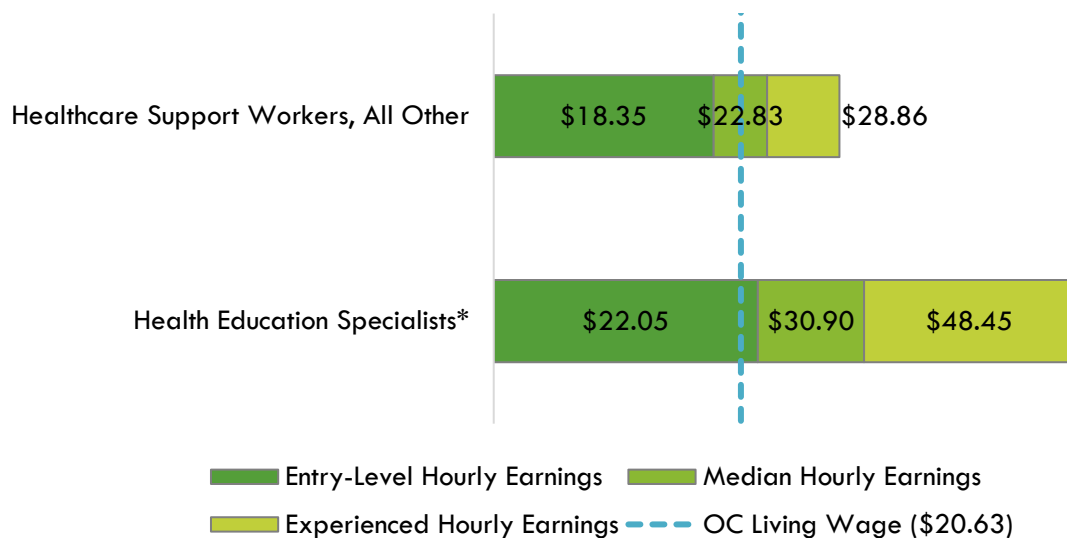 Healthcare Support Workers, All Other $18.35 $22.83 $28.86
Health Education Specialists* $22.05 $30.90 $48.45
Entry-Level Hourly Earnings Median Hourly Earnings
Experienced Hourly Earnings OC Living Wage ($20.63)